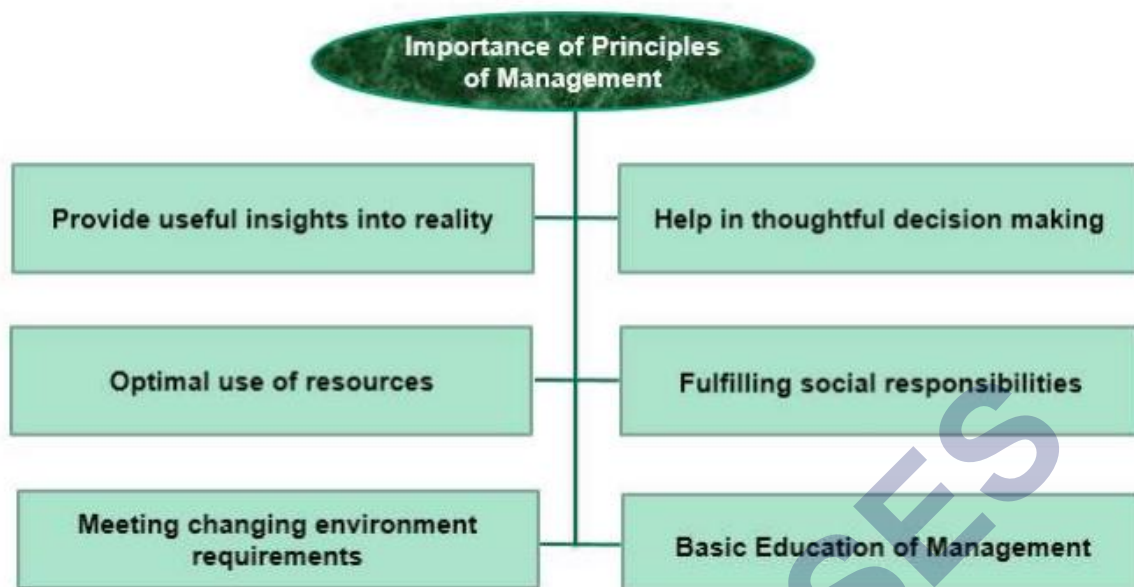 Importance of Principles
of Management
Provide useful insights into reality
Help in thoughtful decision making
Optimal use of resources
Fulfilling social responsibilities
Meeting changing environment
requirements
Basic Education of Management
SES